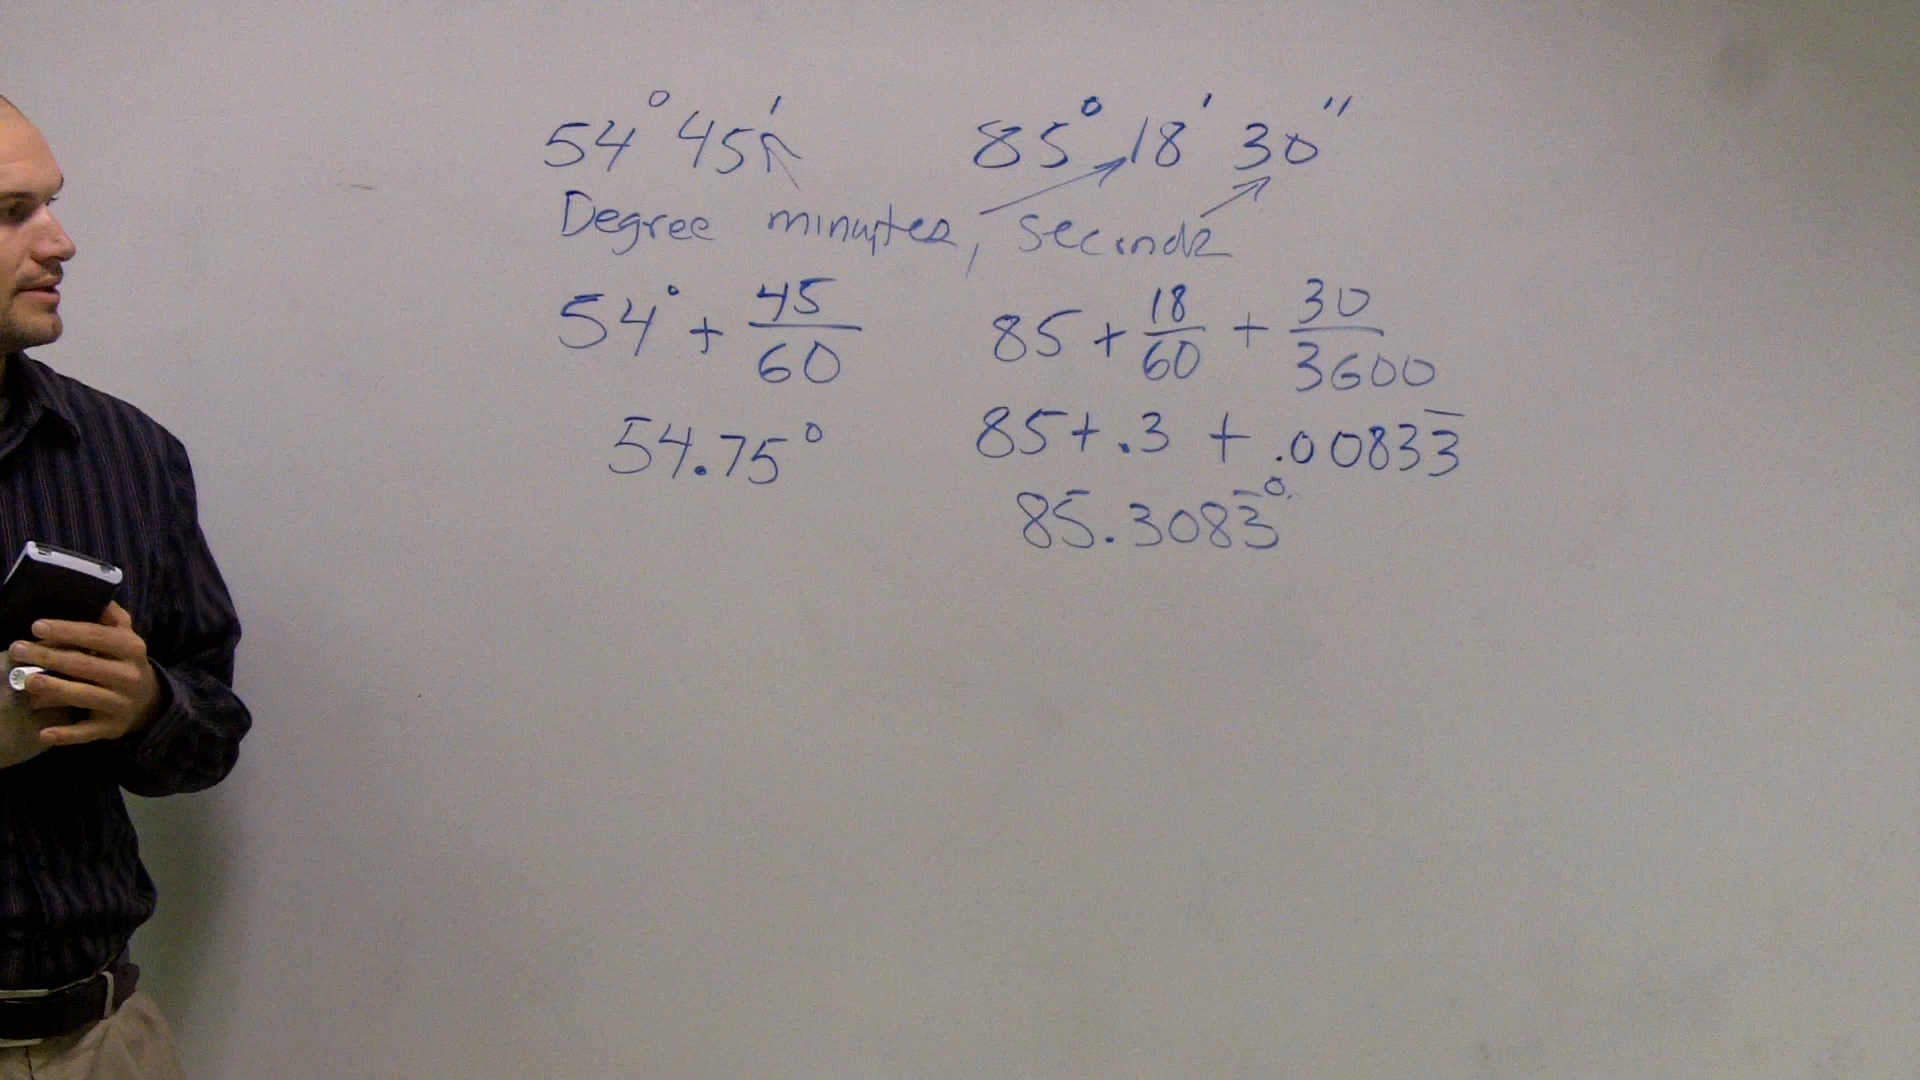 54° 45' 85° 18' 30"
Degree minutes, seconds
54° + 45/60 85 + 18/60 + 30/3600
54.75° 85 + .3 + .00833̅
85.3083̅°